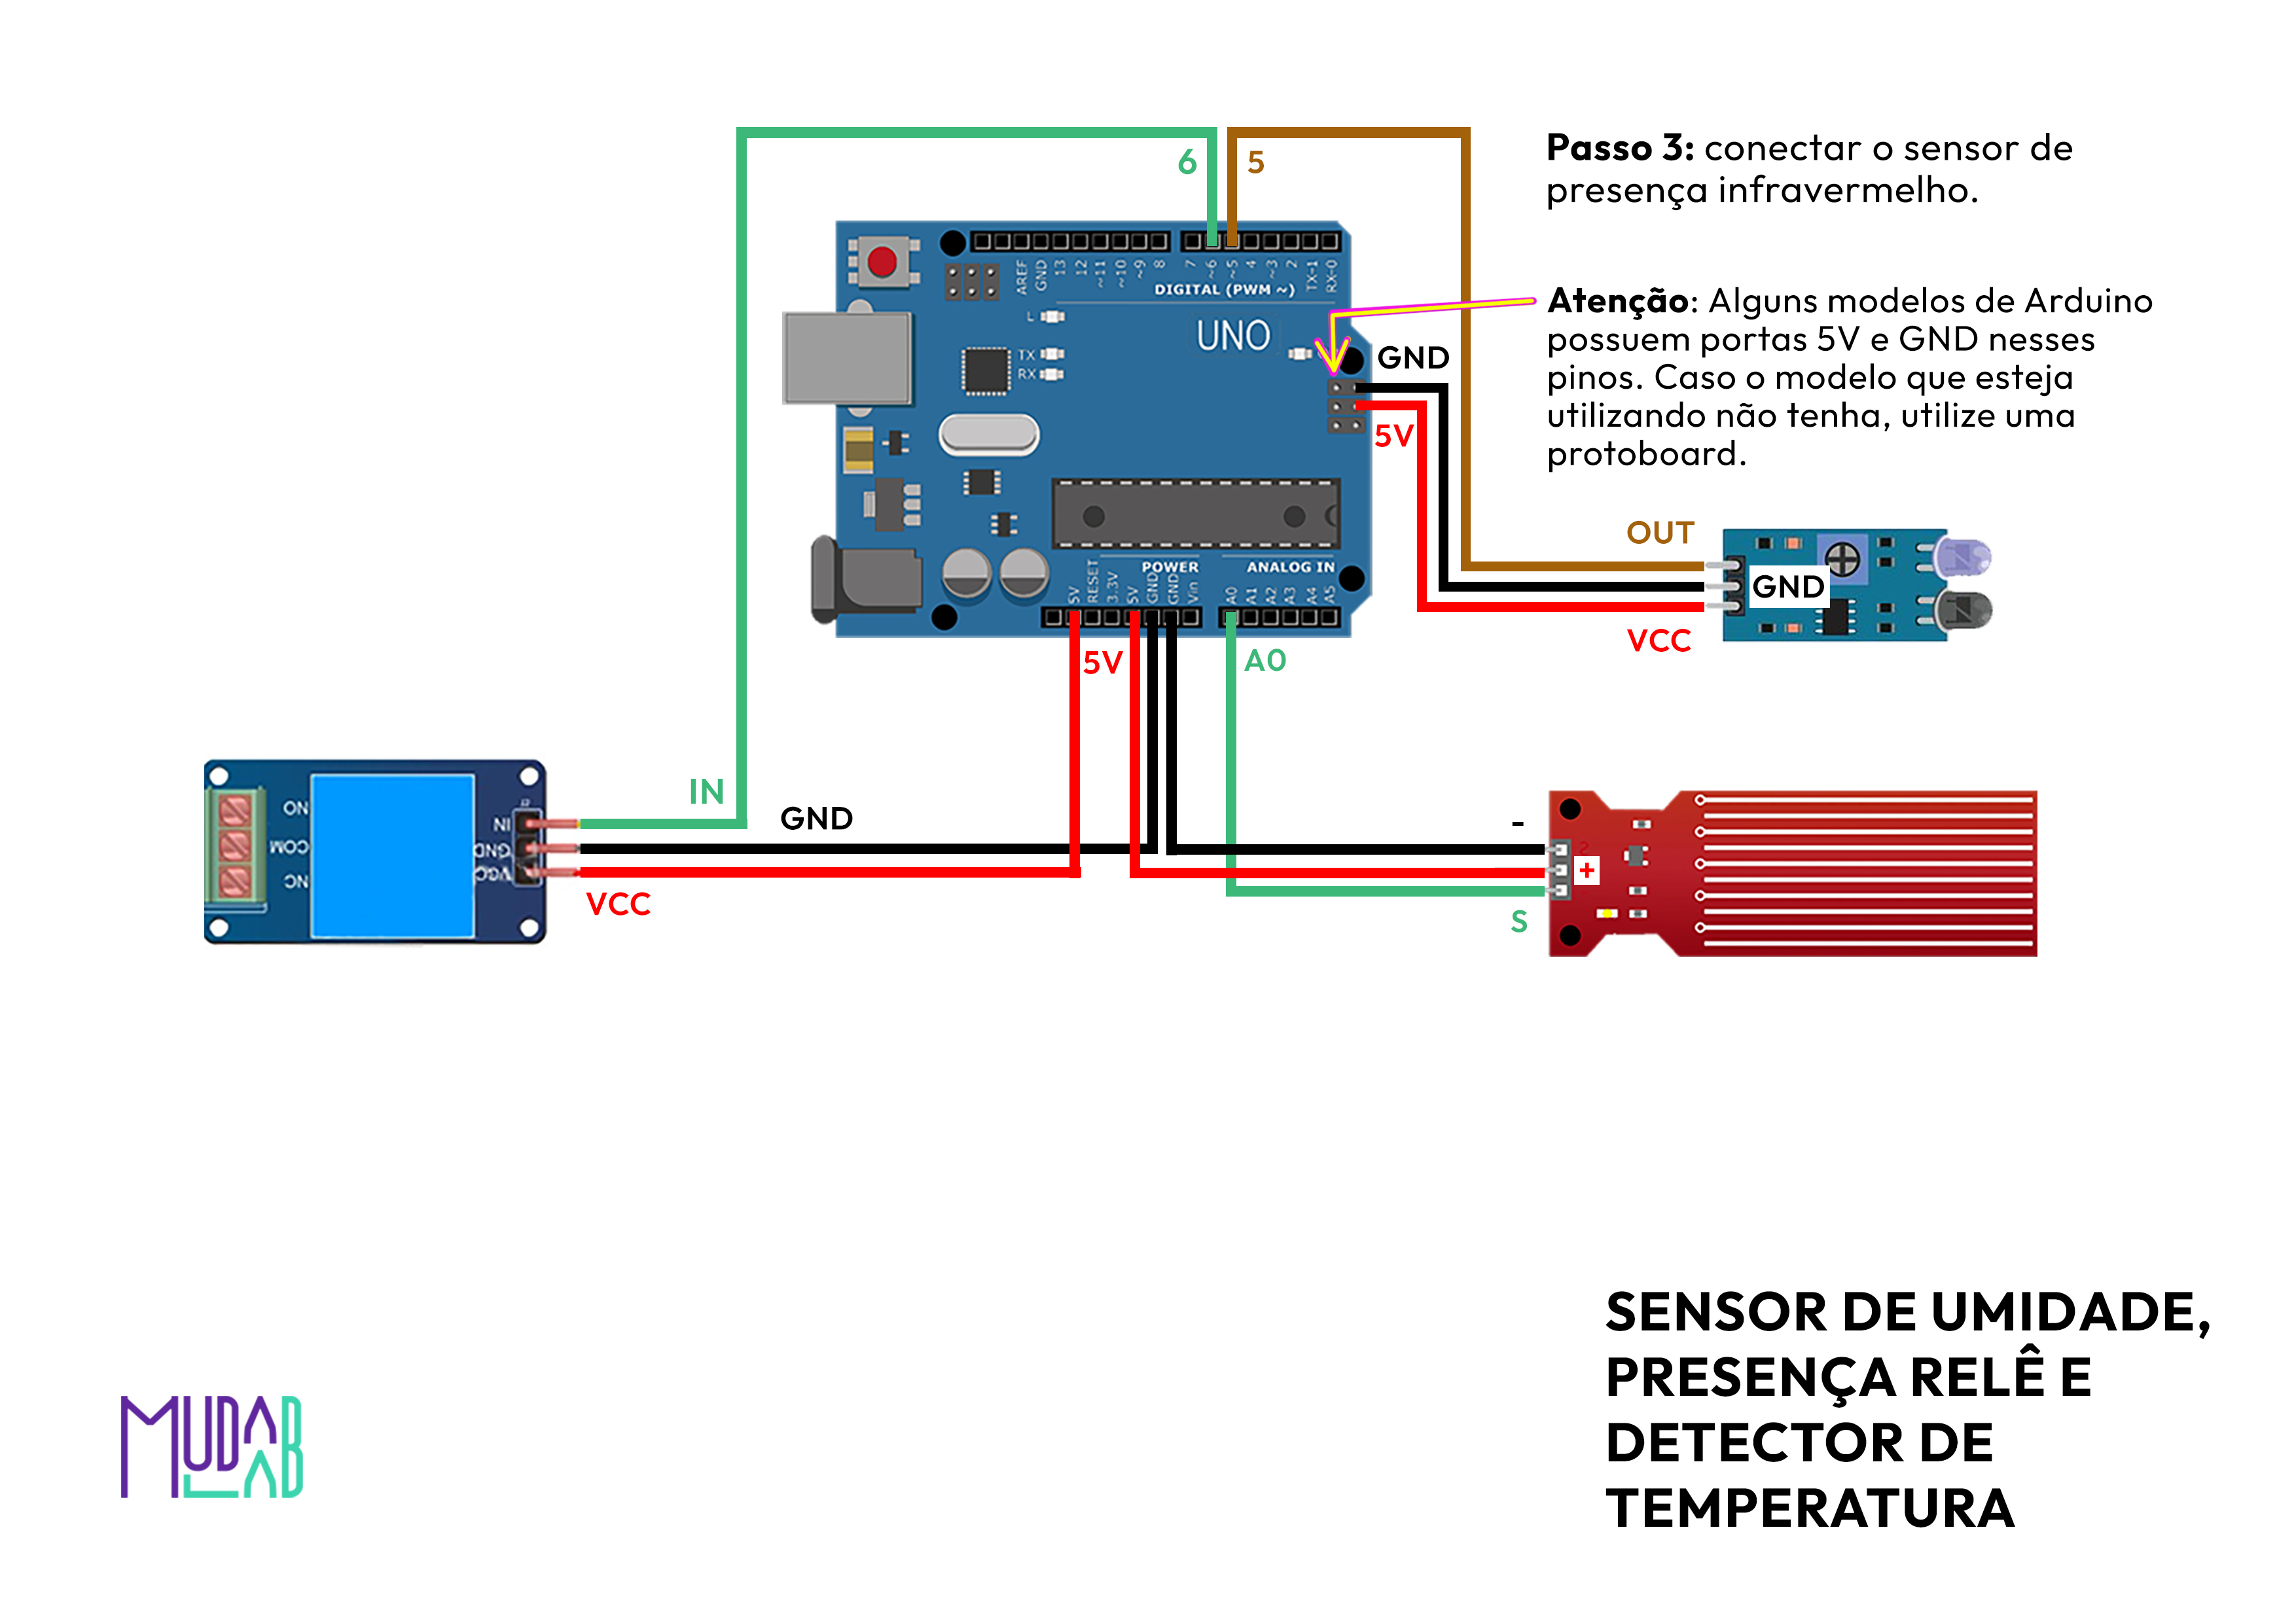 6
5
Passo 3: conectar o sensor de
presença infravermelho.
Atenção: Alguns modelos de Arduino
possuem portas 5V e GND nesses
pinos. Caso o modelo que esteja
utilizando não tenha, utilize uma
protoboard.
AREF
GND
13
12
~11
~10
~9
8
7
~6
~5
4
~3
2
TX-1
RX-0
DIGITAL (PWM ~)
L
UNO
TX
RX
GND
5V
OUT
GND
VCC
POWER
ANALOG IN
5V
RESET
3.3V
5V
GND
GND
Vin
A0
A1
A2
A3
A4
A5
5V
A0
IN
GND
VCC
NO
COM
NC
IN
GND
VCC
-
+
S
SENSOR DE UMIDADE,
PRESENÇA RELÊ E
DETECTOR DE
TEMPERATURA
MUDA
LAB